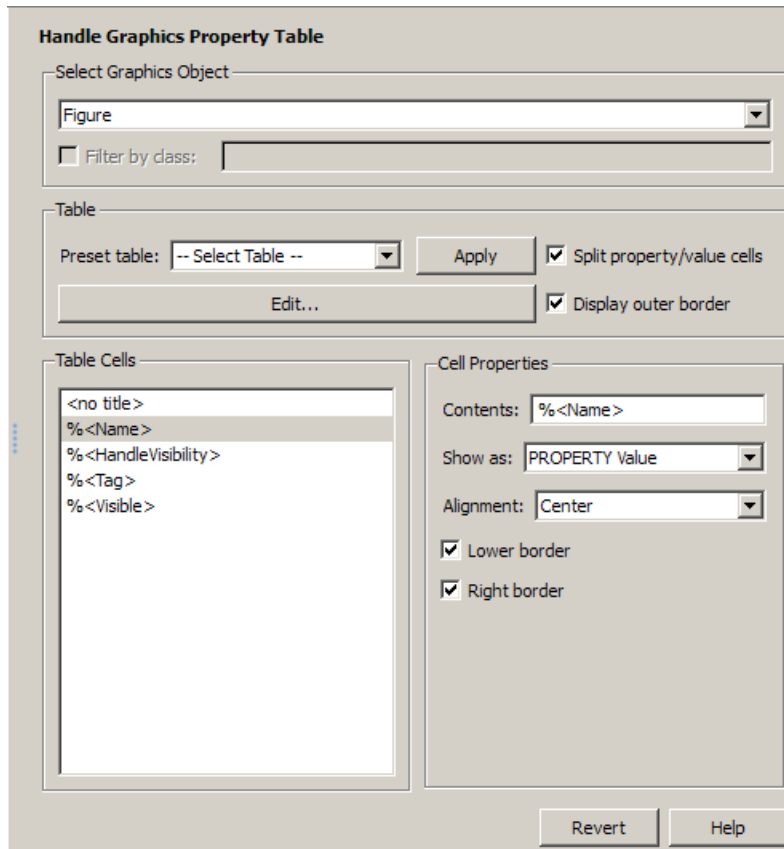 Handle Graphics Property Table
Select Graphics Object
Figure
Filter by class:
Table
Preset table: -- Select Table -- Apply Split property/value cells
Edit... Display outer border
Table Cells
<no title>
%<Name>
%<HandleVisibility>
%<Tag>
%<Visible>
Cell Properties
Contents: %<Name>
Show as: PROPERTY Value
Alignment: Center
Lower border
Right border
Revert Help